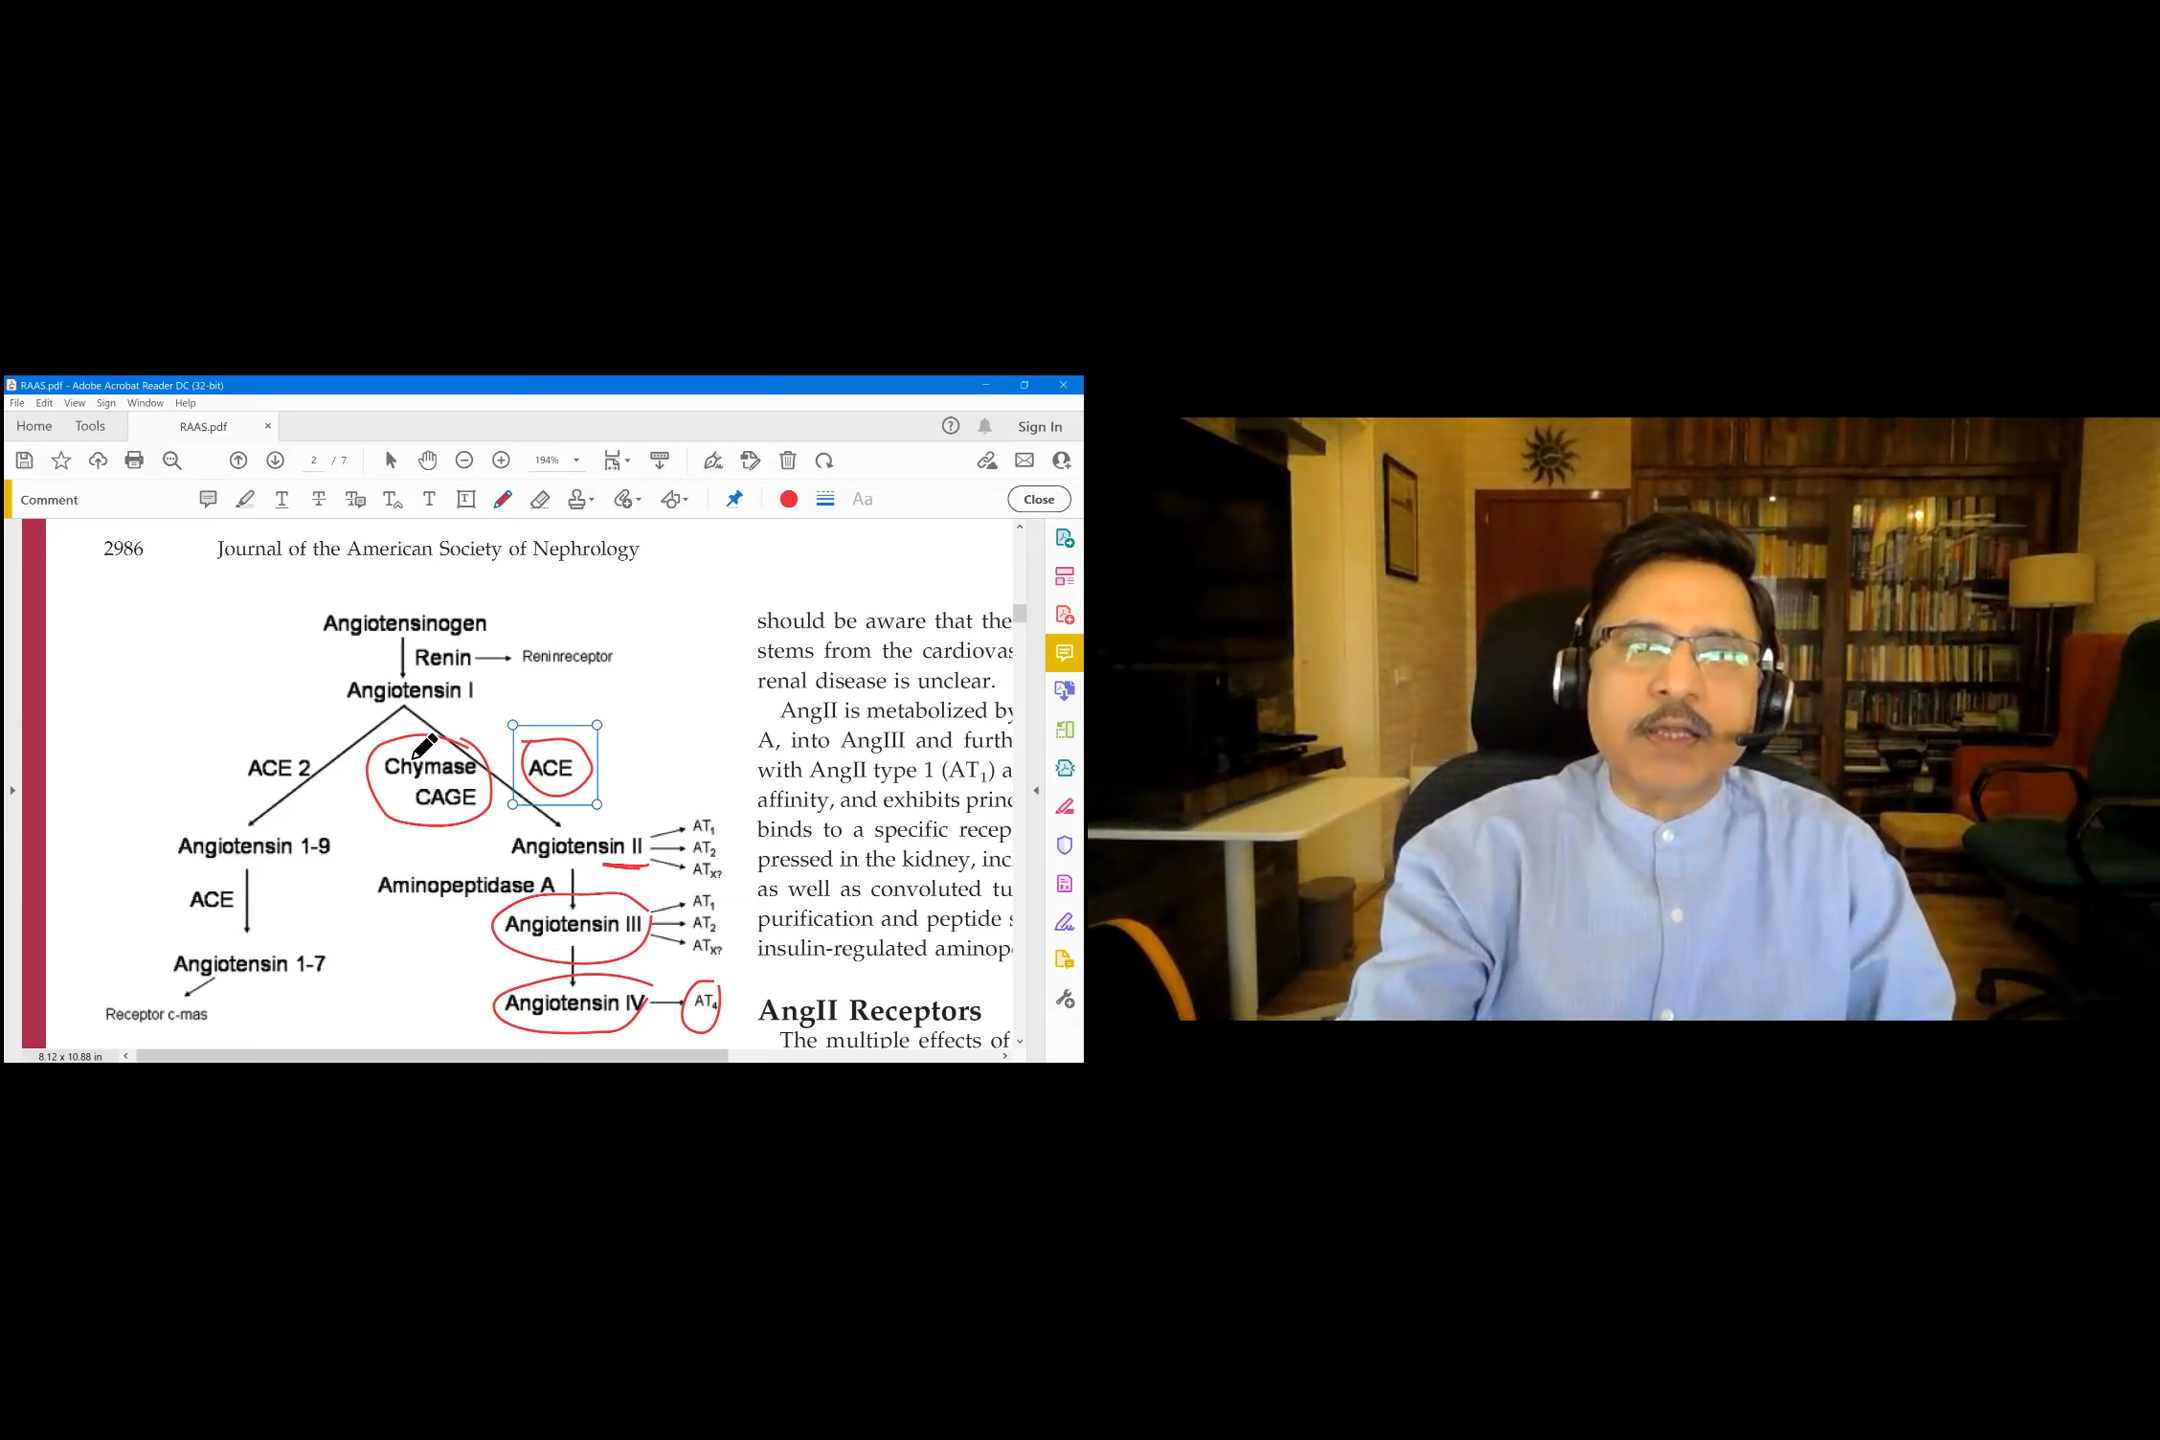 RAAS.pdf - Adobe Acrobat Reader DC (32-bit)
File Edit View Sign Window Help
Home Tools RAAS.pdf × Sign In
2 / 7 194%
Comment Aa Close
2986 Journal of the American Society of Nephrology
Angiotensinogen
Renin Reninreceptor
Angiotensin I
ACE 2 Chymase ACE
CAGE
Angiotensin 1-9 Angiotensin II AT1
AT2
ATX?
ACE Aminopeptidase A
Angiotensin III AT1
AT2
ATX?
Angiotensin 1-7
Angiotensin IV AT4
Receptor c-mas
should be aware that the
stems from the cardiovas
renal disease is unclear.
AngII is metabolized by
A, into AngIII and furth
with AngII type 1 (AT1) a
affinity, and exhibits princ
binds to a specific recep
pressed in the kidney, inc
as well as convoluted tu
purification and peptide s
insulin-regulated aminop
AngII Receptors
The multiple effects of
8.12 x 10.88 in